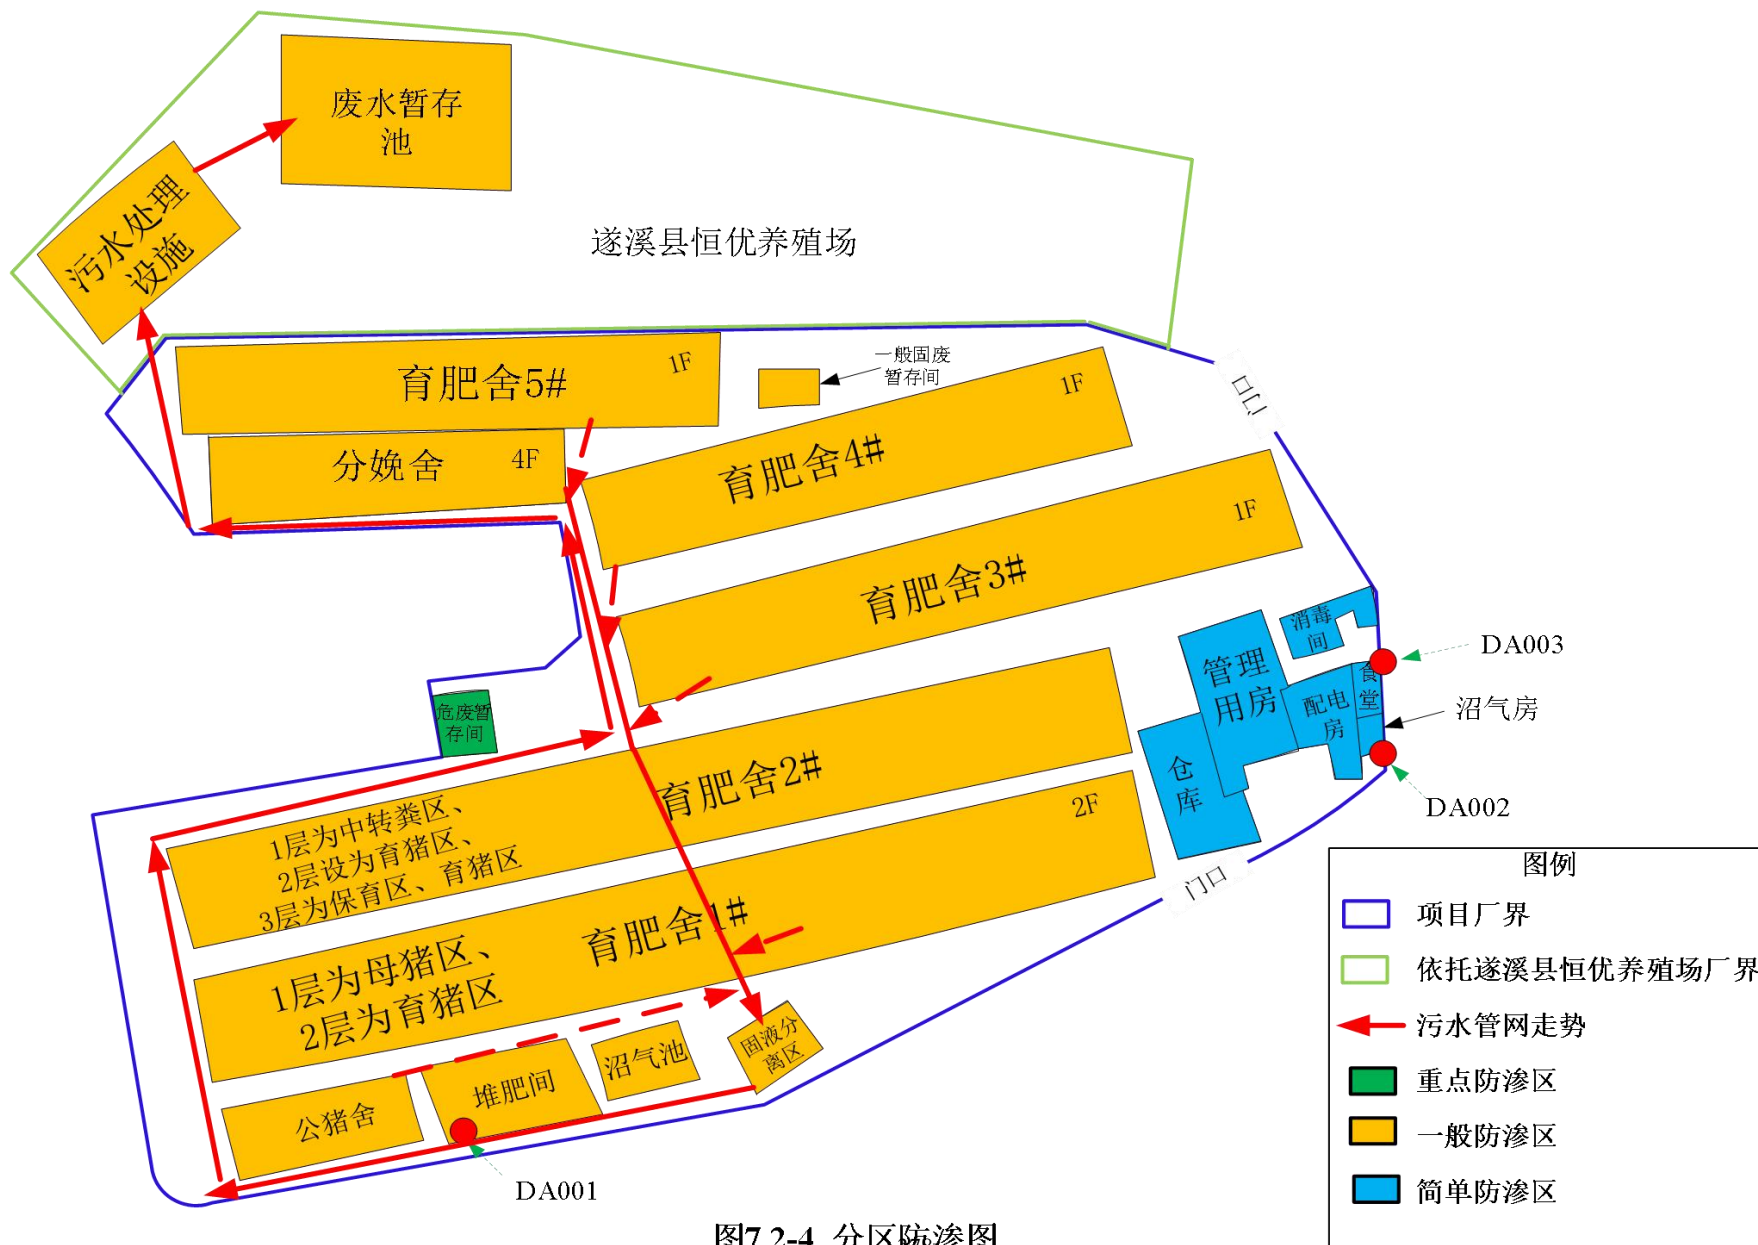 废水暂存
池
污水处理
设施
遂溪县恒优养殖场
育肥舍5#
1F
一般固废
暂存间
分娩舍
4F
育肥舍4#
1F
门口
育肥舍3#
1F
消毒
间
管理
用房
配电
房
食
堂
DA003
沼气房
DA002
仓
库
门口
危废暂
存间
育肥舍2#
1层为中转粪区、
2层设为育猪区、
3层为保育区、育猪区
育肥舍1#
2F
1层为母猪区、
2层为育猪区
固液分
离区
沼气池
堆肥间
公猪舍
DA001
图例
项目厂界
依托遂溪县恒优养殖场厂界
污水管网走势
重点防渗区
一般防渗区
简单防渗区
图7.2-4 分区防渗图